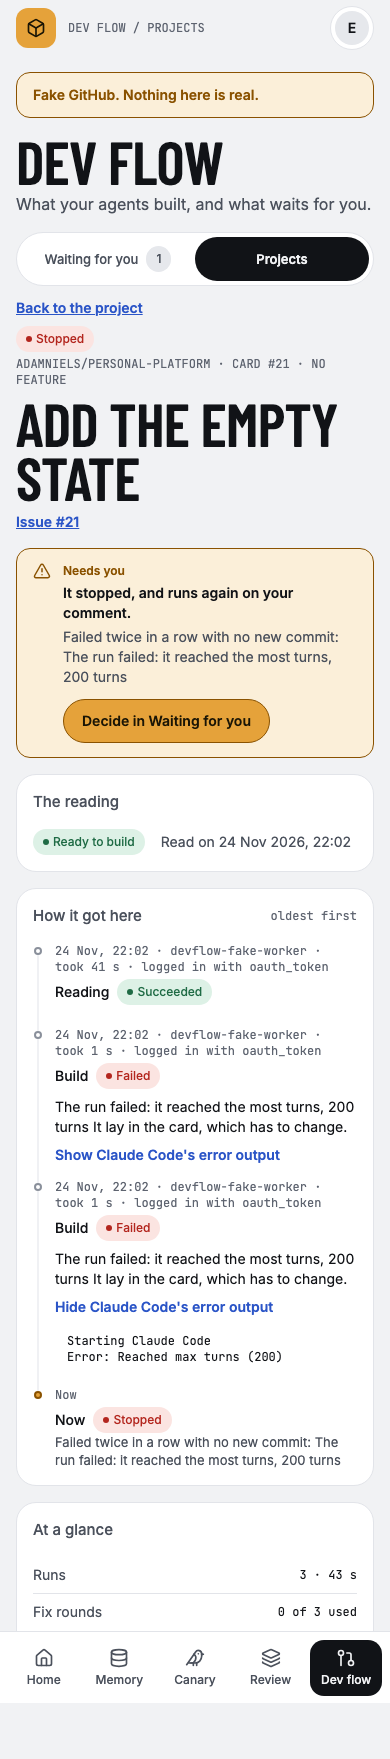 DEV FLOW / PROJECTS
E
Fake GitHub. Nothing here is real.
DEV FLOW
What your agents built, and what waits for you.
Waiting for you 1
Projects
Back to the project
Stopped
ADAMNIELS/PERSONAL-PLATFORM · CARD #21 · NO
FEATURE
ADD THE EMPTY
STATE
Issue #21
Needs you
It stopped, and runs again on your
comment.
Failed twice in a row with no new commit:
The run failed: it reached the most turns,
200 turns
Decide in Waiting for you
The reading
Ready to build Read on 24 Nov 2026, 22:02
How it got here oldest first
24 Nov, 22:02 · devflow-fake-worker ·
took 41 s · logged in with oauth_token
Reading Succeeded
24 Nov, 22:02 · devflow-fake-worker ·
took 1 s · logged in with oauth_token
Build Failed
The run failed: it reached the most turns, 200
turns It lay in the card, which has to change.
Show Claude Code's error output
24 Nov, 22:02 · devflow-fake-worker ·
took 1 s · logged in with oauth_token
Build Failed
The run failed: it reached the most turns, 200
turns It lay in the card, which has to change.
Hide Claude Code's error output
Starting Claude Code
Error: Reached max turns (200)
Now
Now Stopped
Failed twice in a row with no new commit: The
run failed: it reached the most turns, 200 turns
At a glance
Runs 3 · 43 s
Fix rounds 0 of 3 used
Home Memory Canary Review Dev flow